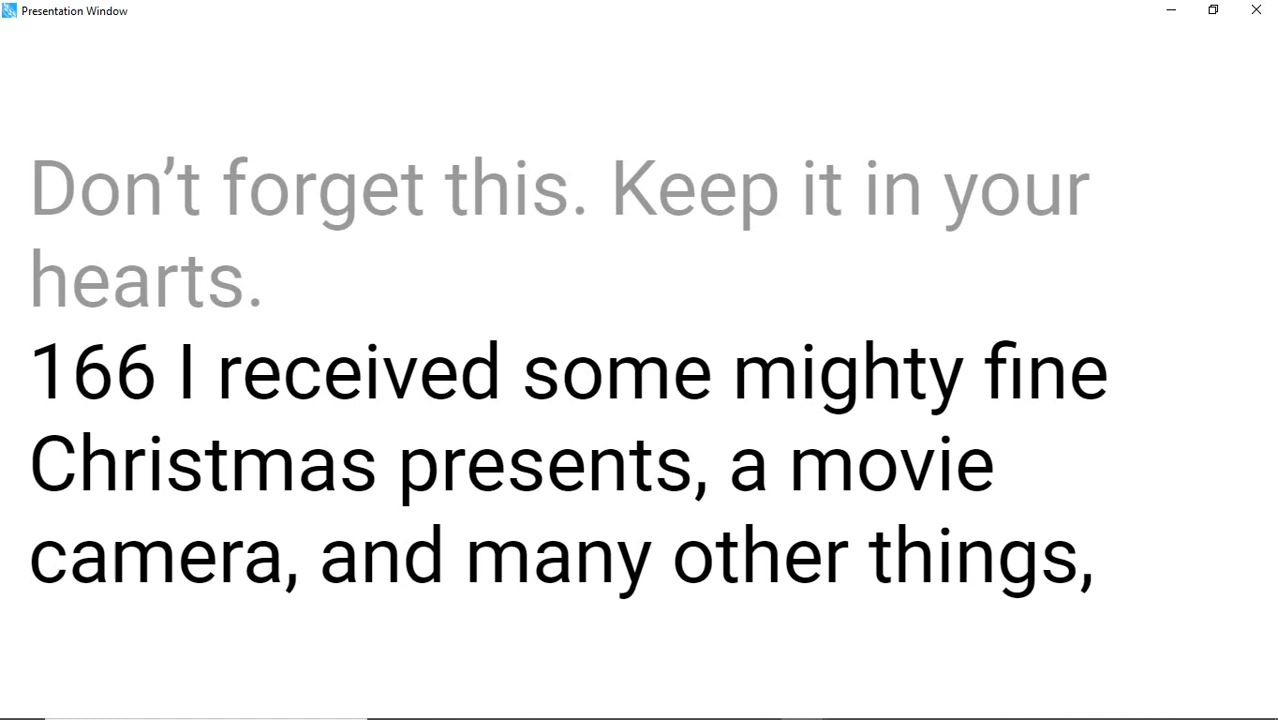 Presentation Window
Don’t forget this. Keep it in your
hearts.
166 I received some mighty fine
Christmas presents, a movie
camera, and many other things,